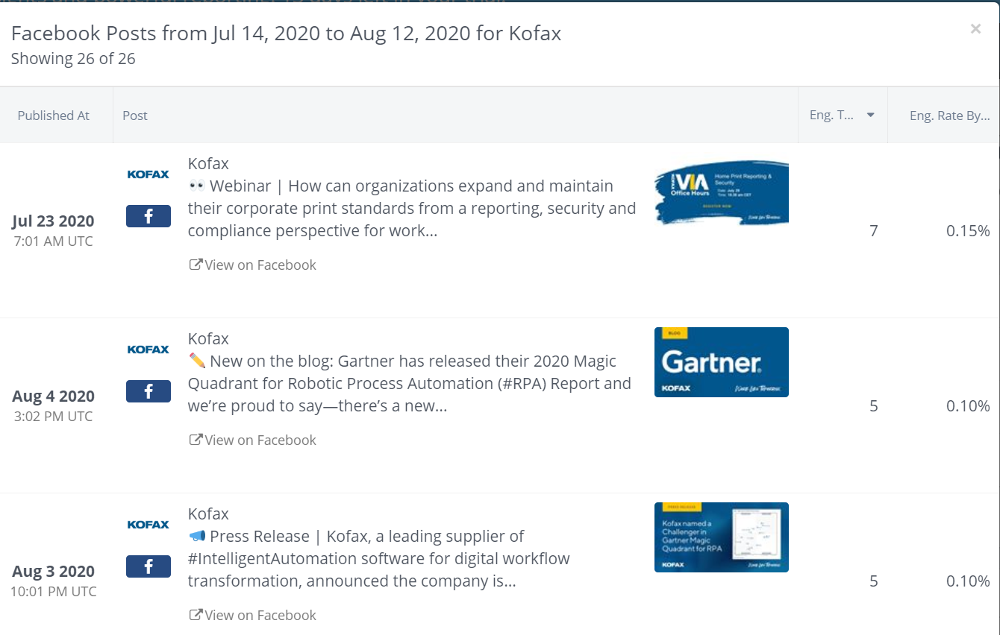 Facebook Posts from Jul 14, 2020 to Aug 12, 2020 for Kofax
Showing 26 of 26
Published At
Post
Eng. T...
Eng. Rate By...
KOFAX
Kofax
👀 Webinar | How can organizations expand and maintain
their corporate print standards from a reporting, security and
compliance perspective for work...
View on Facebook
Jul 23 2020
7:01 AM UTC
VIA
Office Hours
Home Print Reporting &
Security
REGISTER NOW
7
0.15%
KOFAX
Kofax
✏️ New on the blog: Gartner has released their 2020 Magic
Quadrant for Robotic Process Automation (#RPA) Report and
we’re proud to say—there’s a new...
View on Facebook
Aug 4 2020
3:02 PM UTC
BLOG
Gartner.
KOFAX
5
0.10%
KOFAX
Kofax
📣 Press Release | Kofax, a leading supplier of
#IntelligentAutomation software for digital workflow
transformation, announced the company is...
View on Facebook
Aug 3 2020
10:01 PM UTC
PRESS RELEASE
Kofax named a
Challenger in
Gartner Magic
Quadrant for RPA
KOFAX
5
0.10%